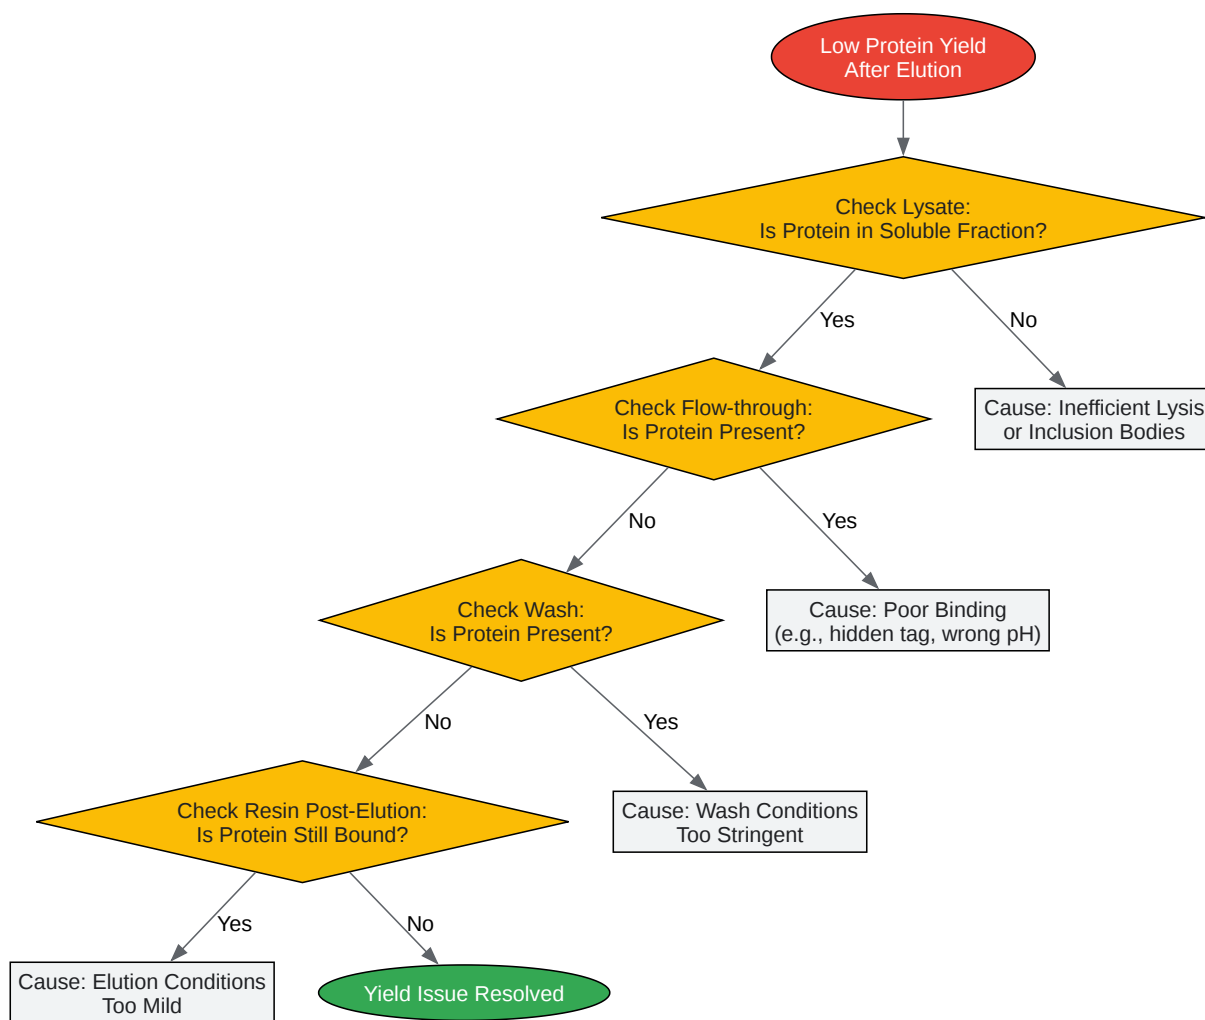 Low Protein Yield
After Elution
Check Lysate:
Is Protein in Soluble Fraction?
Yes
No
Check Flow-through:
Is Protein Present?
Cause: Inefficient Lysis
or Inclusion Bodies
No
Yes
Check Wash:
Is Protein Present?
Cause: Poor Binding
(e.g., hidden tag, wrong pH)
No
Yes
Check Resin Post-Elution:
Is Protein Still Bound?
Cause: Wash Conditions
Too Stringent
Yes
No
Cause: Elution Conditions
Too Mild
Yield Issue Resolved